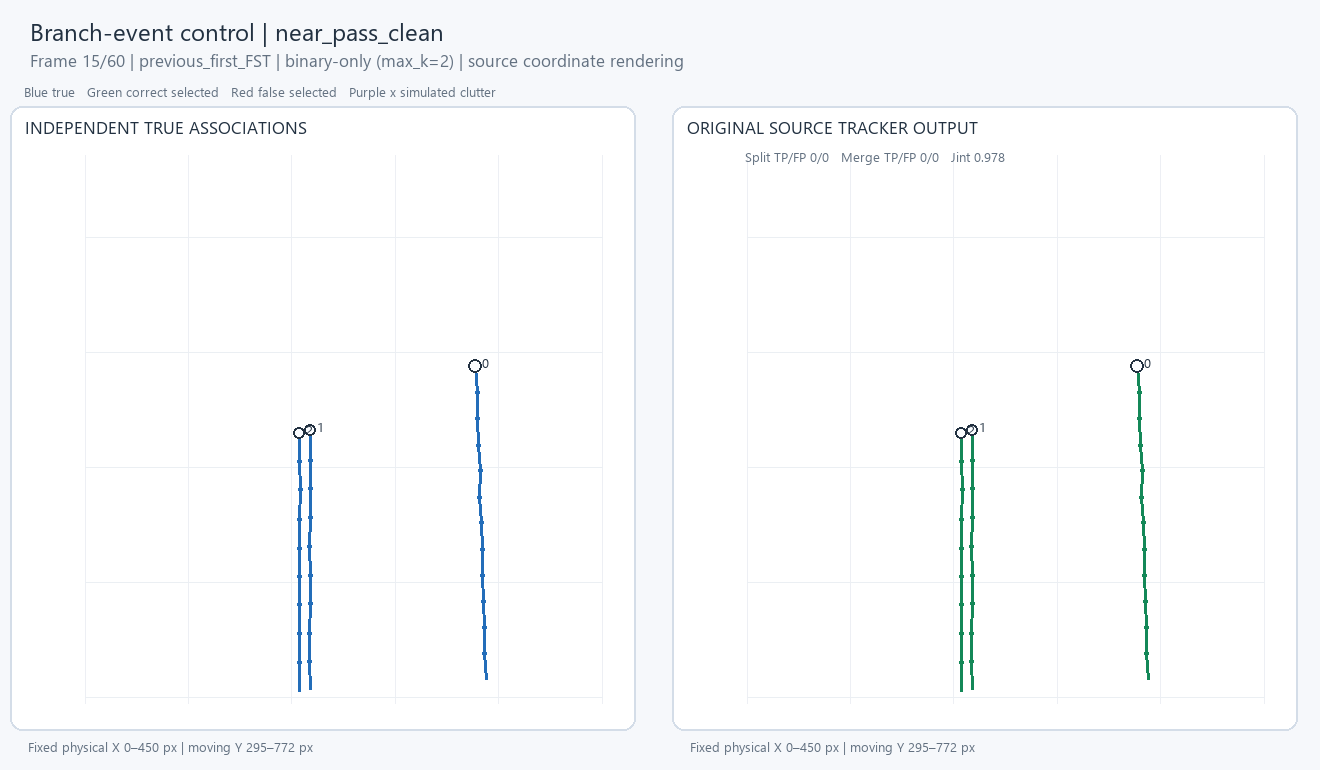 Branch-event control | near_pass_clean
Frame 15/60 | previous_first_FST | binary-only (max_k=2) | source coordinate rendering
Blue true   Green correct selected   Red false selected   Purple x simulated clutter
INDEPENDENT TRUE ASSOCIATIONS
0
1
Fixed physical X 0–450 px | moving Y 295–772 px
ORIGINAL SOURCE TRACKER OUTPUT
Split TP/FP 0/0   Merge TP/FP 0/0   Jint 0.978
0
1
Fixed physical X 0–450 px | moving Y 295–772 px